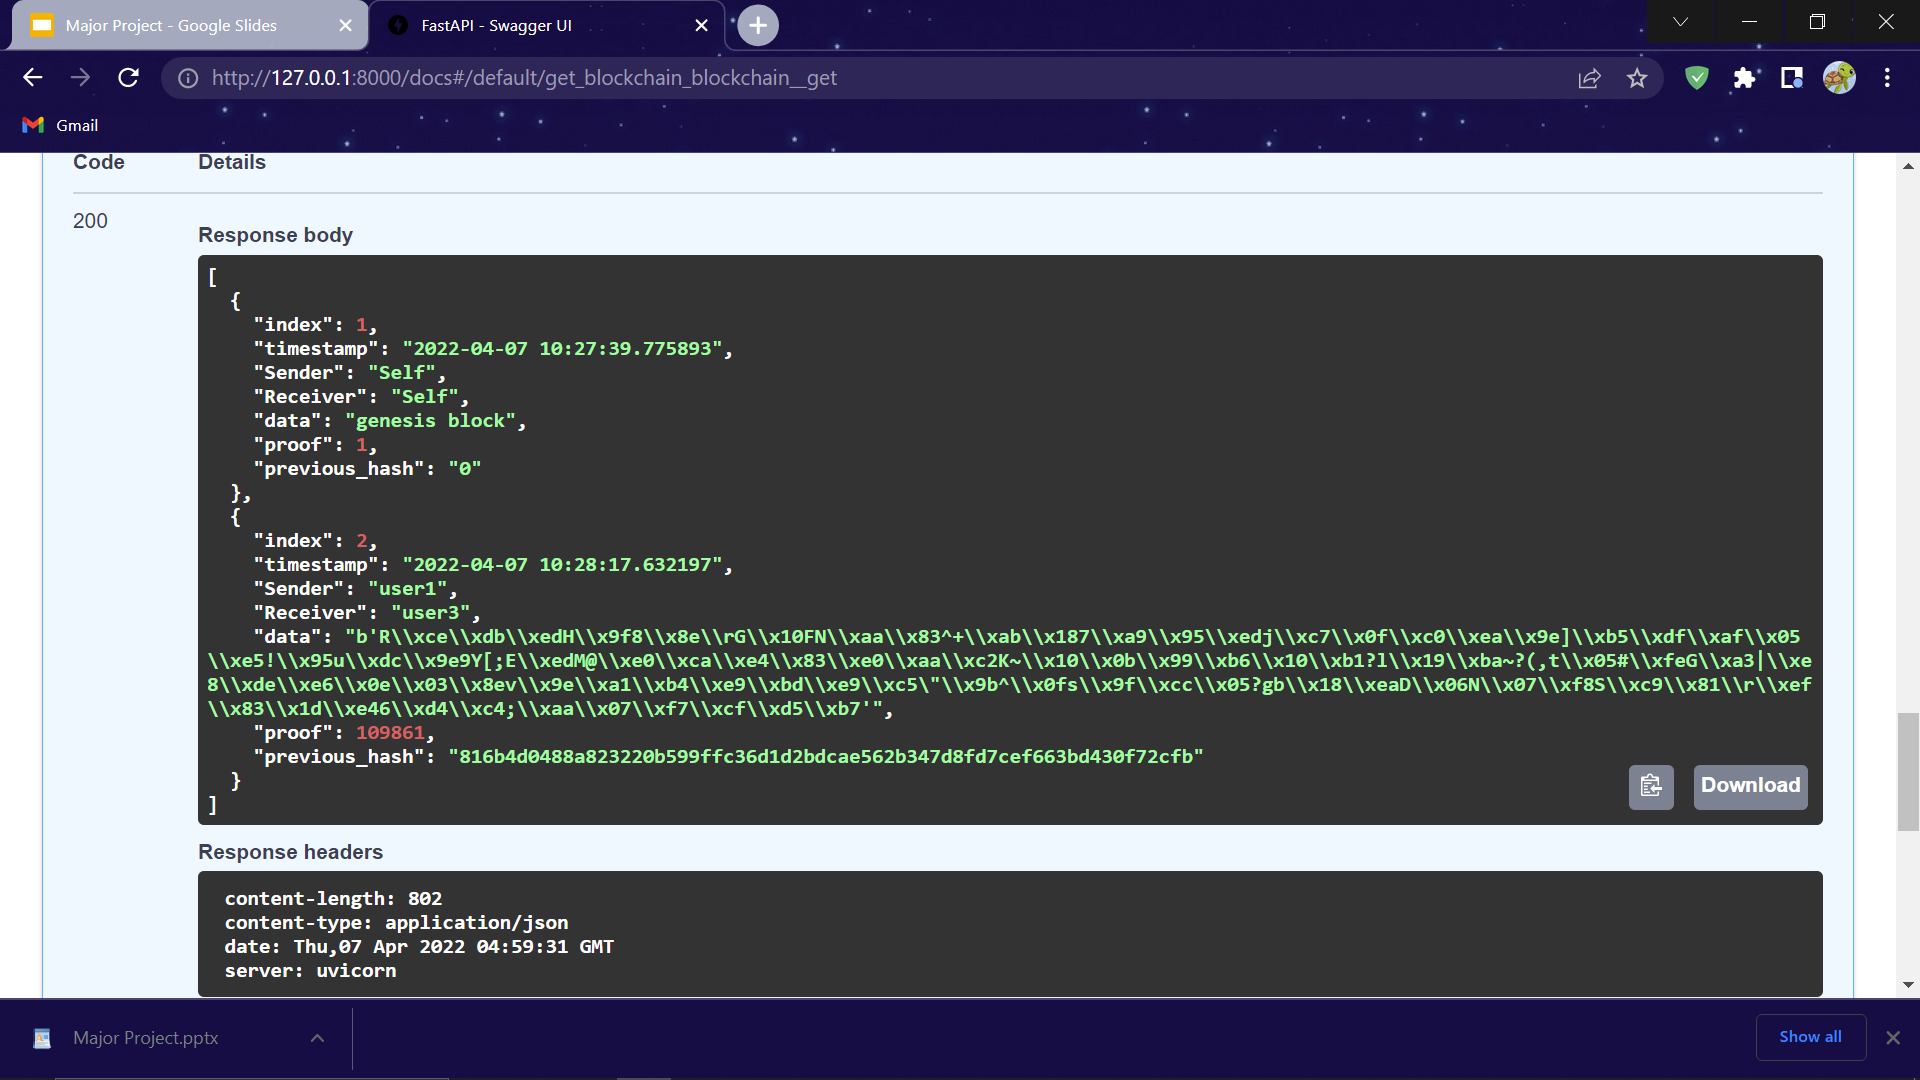 Major Project - Google Slides
FastAPI - Swagger UI
http://127.0.0.1:8000/docs#/default/get_blockchain_blockchain__get
Gmail
Code Details
200
Response body
[
{
"index": 1,
"timestamp": "2022-04-07 10:27:39.775893",
"Sender": "Self",
"Receiver": "Self",
"data": "genesis block",
"proof": 1,
"previous_hash": "0"
},
{
"index": 2,
"timestamp": "2022-04-07 10:28:17.632197",
"Sender": "user1",
"Receiver": "user3",
"data": "b'R\\xce\\xdb\\xedH\\x9f8\\x8e\\rG\\x10FN\\xaa\\x83^+\\xab\\x187\\xa9\\x95\\xedj\\xc7\\x0f\\xc0\\xea\\x9e]\\xb5\\xdf\\xaf\\x05
\\xe5!\\x95u\\xdc\\x9e9Y[;E\\xedM@\\xe0\\xca\\xe4\\x83\\xe0\\xaa\\xc2K~\\x10\\x0b\\x99\\xb6\\x10\\xb1?l\\x19\\xba~?(,t\\x05#\\xfeG\\xa3|\\xe
8\\xde\\xe6\\x0e\\x03\\x8ev\\x9e\\xa1\\xb4\\xe9\\xbd\\xe9\\xc5\"\\x9b^\\x0fs\\x9f\\xcc\\x05?gb\\x18\\xeaD\\x06N\\x07\\xf8S\\xc9\\x81\\r\\xef
\\x83\\x1d\\xe46\\xd4\\xc4;\\xaa\\x07\\xf7\\xcf\\xd5\\xb7'",
"proof": 109861,
"previous_hash": "816b4d0488a823220b599ffc36d1d2bdcae562b347d8fd7cef663bd430f72cfb"
}
]
Download
Response headers
content-length: 802
content-type: application/json
date: Thu,07 Apr 2022 04:59:31 GMT
server: uvicorn
Major Project.pptx
Show all